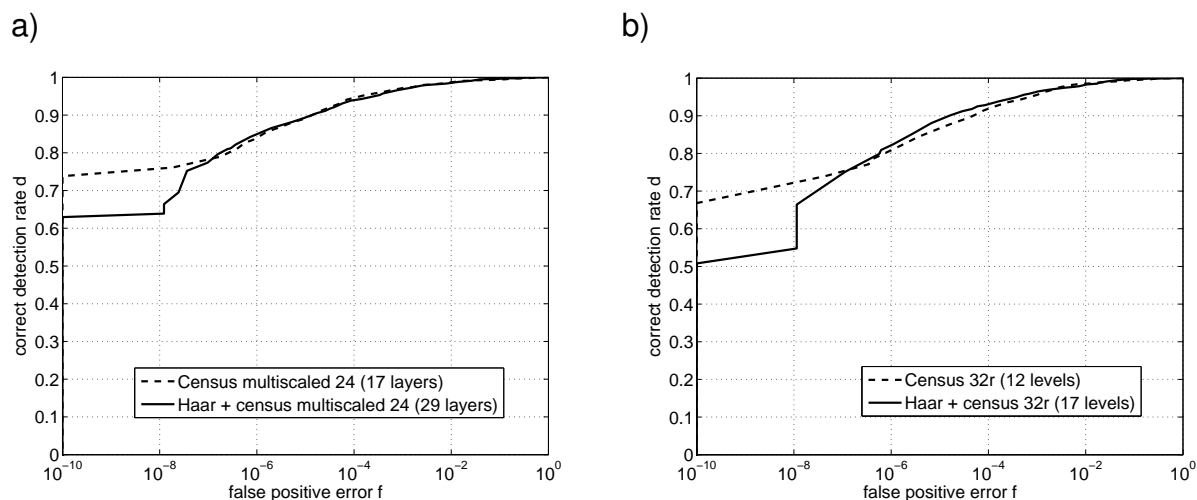 a)
1
0.9
0.8
0.7
0.6
0.5
0.4
0.3
0.2
0.1
0
correct detection rate d
Census multiscaled 24 (17 layers)
Haar + census multiscaled 24 (29 layers)
10⁻¹⁰ 10⁻⁸ 10⁻⁶ 10⁻⁴ 10⁻² 10⁰
false positive error f
b)
1
0.9
0.8
0.7
0.6
0.5
0.4
0.3
0.2
0.1
0
correct detection rate d
Census 32r (12 levels)
Haar + census 32r (17 levels)
10⁻¹⁰ 10⁻⁸ 10⁻⁶ 10⁻⁴ 10⁻² 10⁰
false positive error f